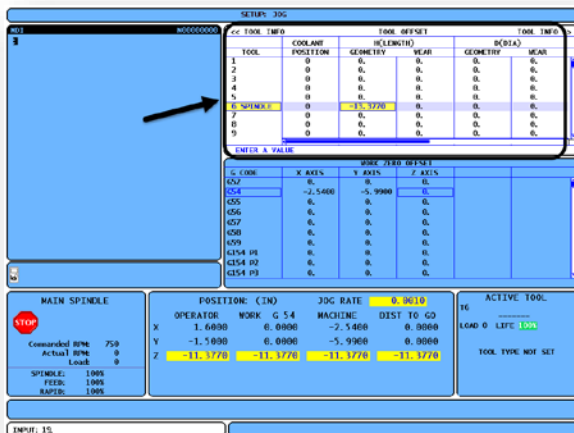 SETUP: JOG
MDI N00000000
<< TOOL INFO TOOL OFFSET TOOL INFO >
COOLANT H(LENGTH) D(DIA)
TOOL POSITION GEOMETRY WEAR GEOMETRY WEAR
1 0 0. 0. 0. 0.
2 0 0. 0. 0. 0.
3 0 0. 0. 0. 0.
4 0 0. 0. 0. 0.
5 0 0. 0. 0. 0.
6 SPINDLE 0 -13.3770 0. 0. 0.
7 0 0. 0. 0. 0.
8 0 0. 0. 0. 0.
9 0 0. 0. 0. 0.
ENTER A VALUE
WORK ZERO OFFSET
G CODE X AXIS Y AXIS Z AXIS
G52 0. 0. 0.
G54 -2.5400 -5.9900 0.
G55 0. 0. 0.
G56 0. 0. 0.
G57 0. 0. 0.
G58 0. 0. 0.
G59 0. 0. 0.
G154 P1 0. 0. 0.
G154 P2 0. 0. 0.
G154 P3 0. 0. 0.
MAIN SPINDLE
STOP
Commanded RPM: 750
Actual RPM: 0
Load: 0
SPINDLE: 100%
FEED: 100%
RAPID: 100%
POSITION: (IN) JOG RATE 0.0010
OPERATOR WORK G 54 MACHINE DIST TO GO
X 1.6000 0.0000 -2.5400 0.0000
Y -1.5000 0.0000 -5.9900 0.0000
Z -11.3770 -11.3770 -11.3770 -11.3770
ACTIVE TOOL
T6
LOAD 0 LIFE 100%
TOOL TYPE NOT SET